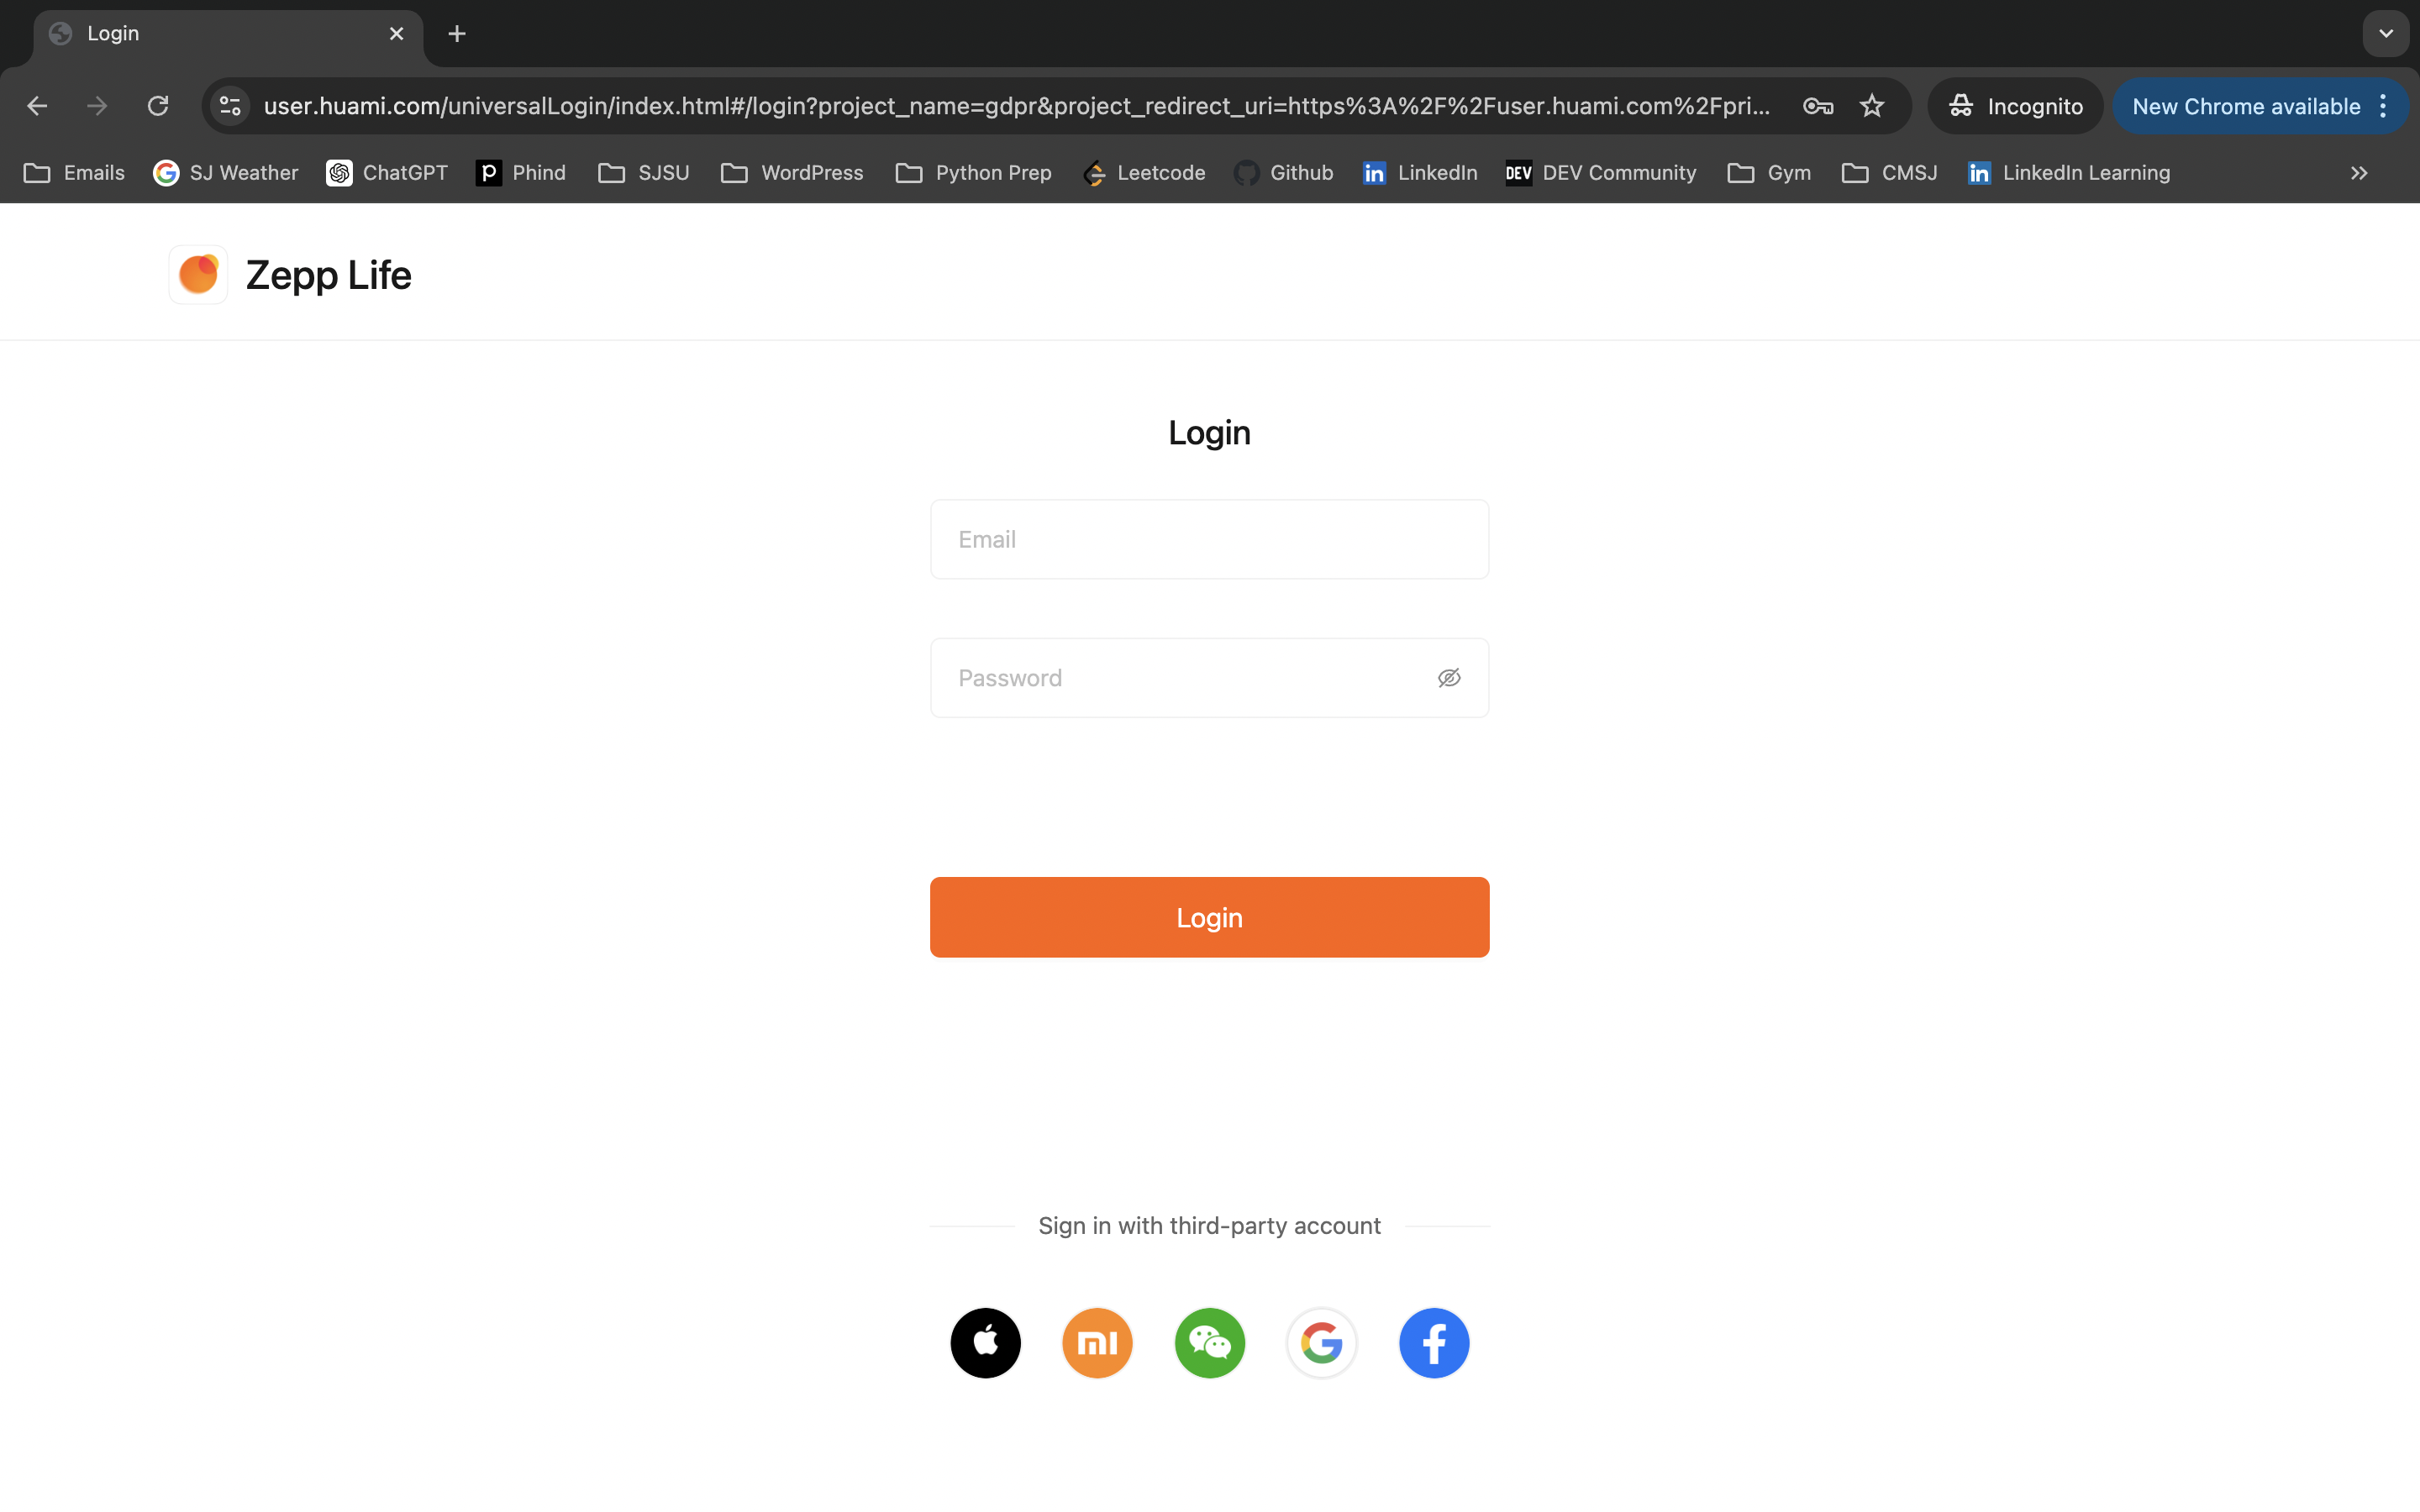 Login
user.huami.com/universalLogin/index.html#/login?project_name=gdpr&project_redirect_uri=https%3A%2F%2Fuser.huami.com%2Fpri...
Incognito
New Chrome available
Emails
SJ Weather
ChatGPT
Phind
SJSU
WordPress
Python Prep
Leetcode
Github
LinkedIn
DEV
DEV Community
Gym
CMSJ
LinkedIn Learning
Zepp Life
Login
Email
Password
Login
Sign in with third-party account